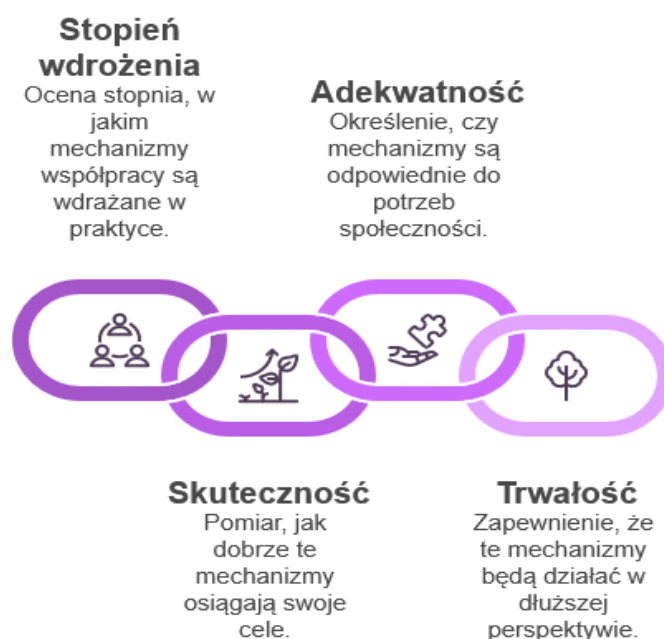 Stopień
wdrożenia
Ocena stopnia, w
jakim
mechanizmy
współpracy są
wdrażane w
praktyce.
Adekwatność
Określenie, czy
mechanizmy są
odpowiednie do
potrzeb
społeczności.
Skuteczność
Pomiar, jak
dobrze te
mechanizmy
osiągają swoje
cele.
Trwałość
Zapewnienie, że
te mechanizmy
będą działać w
dłuższej
perspektywie.